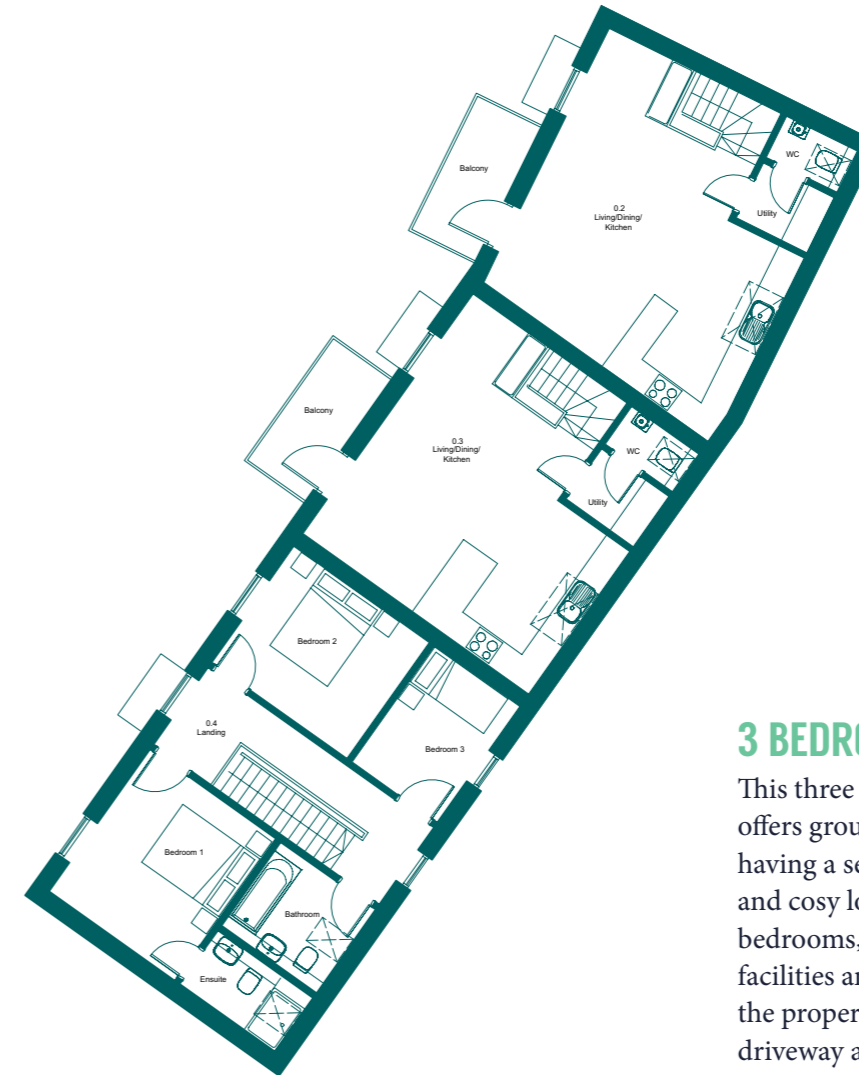 WC
Balcony
0.2
Living/Dining/
Kitchen
Utility
Balcony
0.3
Living/Dining/
Kitchen
WC
Utility
Bedroom 2
0.4
Landing
Bedroom 3
Bedroom 1
Bathroom
Ensuite
3 BEDRO
This three
offers grou
having a se
and cosy lo
bedrooms,
facilities an
the proper
driveway a